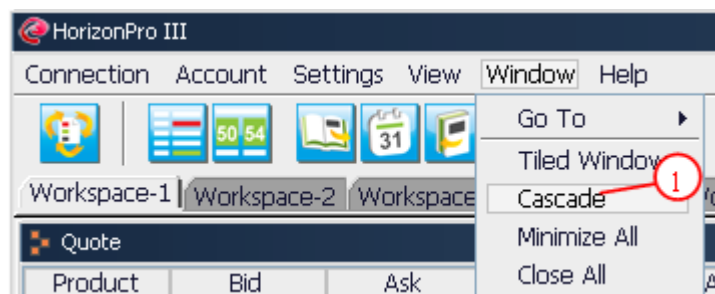 HorizonPro III
Connection Account Settings View Window Help
50 54 31
Go To
Tiled Window
1
Workspace-1 Workspace-2 Workspace
Cascade
Quote
Minimize All
Product Bid Ask
Close All